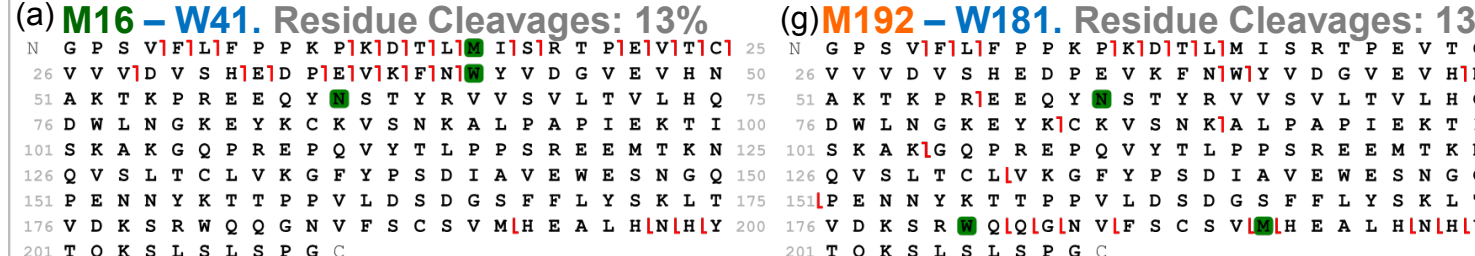 (a) M16 – W41. Residue Cleavages: 13%
N G P S V F L F P P K P K D T L M I S R T P E V T C 25
26 V V V D V S H E D P E V K F N W Y V D G V E V H N 50
51 A K T K P R E E Q Y N S T Y R V V S V L T V L H Q 75
76 D W L N G K E Y K C K V S N K A L P A P I E K T I 100
101 S K A K G Q P R E P Q V Y T L P P S R E E M T K N 125
126 Q V S L T C L V K G F Y P S D I A V E W E S N G Q 150
151 P E N N Y K T T P P V L D S D G S F F L Y S K L T 175
176 V D K S R W Q Q G N V F S C S V M H E A L H N H Y 200
201 T Q K S L S L S P G C
(g) M192 – W181. Residue Cleavages: 13
N G P S V F L F P P K P K D T L M I S R T P E V T
26 V V V D V S H E D P E V K F N W Y V D G V E V H
51 A K T K P R E E Q Y N S T Y R V V S V L T V L H
76 D W L N G K E Y K C K V S N K A L P A P I E K T
101 S K A K G Q P R E P Q V Y T L P P S R E E M T K
126 Q V S L T C L V K G F Y P S D I A V E W E S N G
151 P E N N Y K T T P P V L D S D G S F F L Y S K L
176 V D K S R W Q Q G N V F S C S V M H E A L H N H
201 T Q K S L S L S P G C